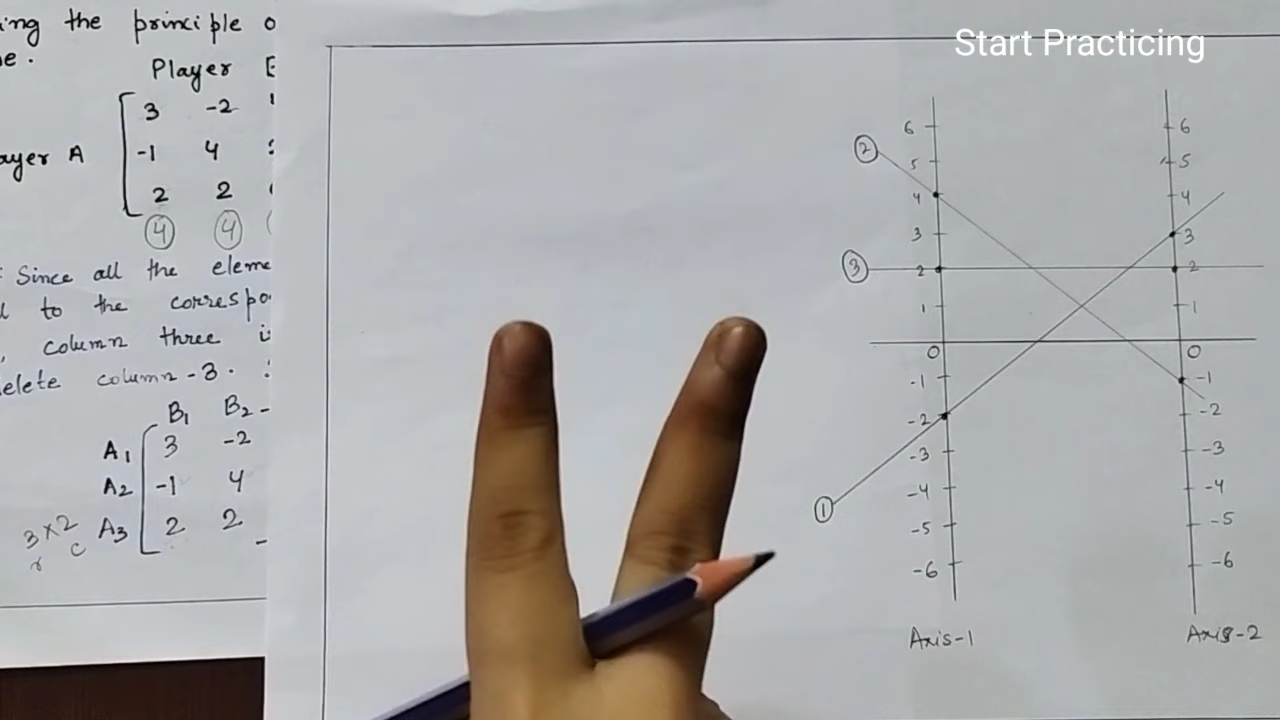 Start Practicing
ing the principle o
e.
Player
3 -2
ayer A -1 4
2 2
4 4
: Since all the eleme
l to the correspo
, column three i
elete column-3.
B1 B2
A1 3 -2
A2 -1 4
A3 2 2
3x2
r c
6 6
2
5 5
4 4
3 3
3
2 2
1 1
0 0
-1 -1
-2 -2
-3 -3
-4 -4
1
-5 -5
-6 -6
Axis-1 Axis-2